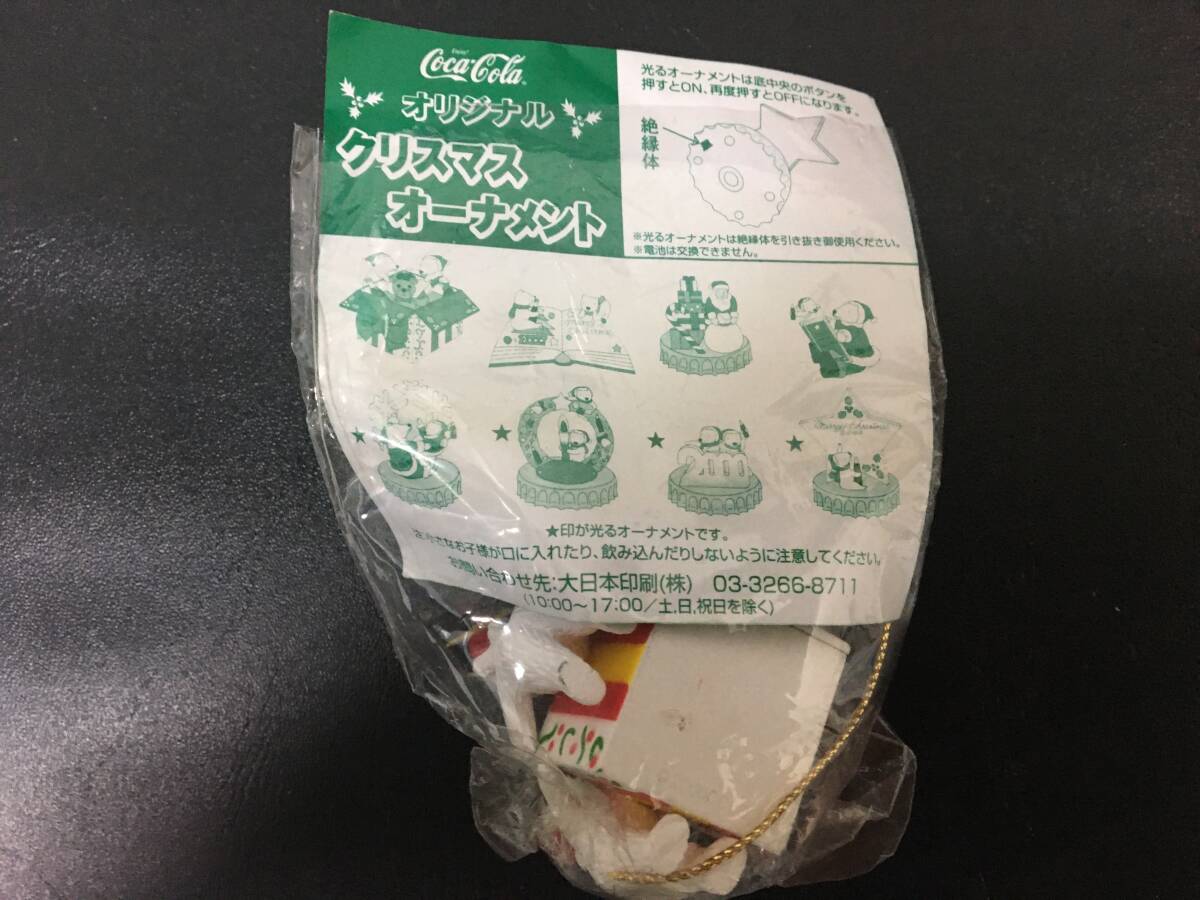 Enjoy!
Coca-Cola
オリジナル
クリスマス
オーナメント
光るオーナメントは底中央のボタンを
押すとON、再度押すとOFFになります。
絶縁体
※光るオーナメントは絶縁体を引き抜き御使用ください。
※電池は交換できません。
Merry Christmas
★
★
★
★
★印が光るオーナメントです。
小さなお子様が口に入れたり、飲み込んだりしないように注意してください。
お問い合わせ先:大日本印刷(株) 03-3266-8711
(10:00〜17:00/土,日,祝日を除く)